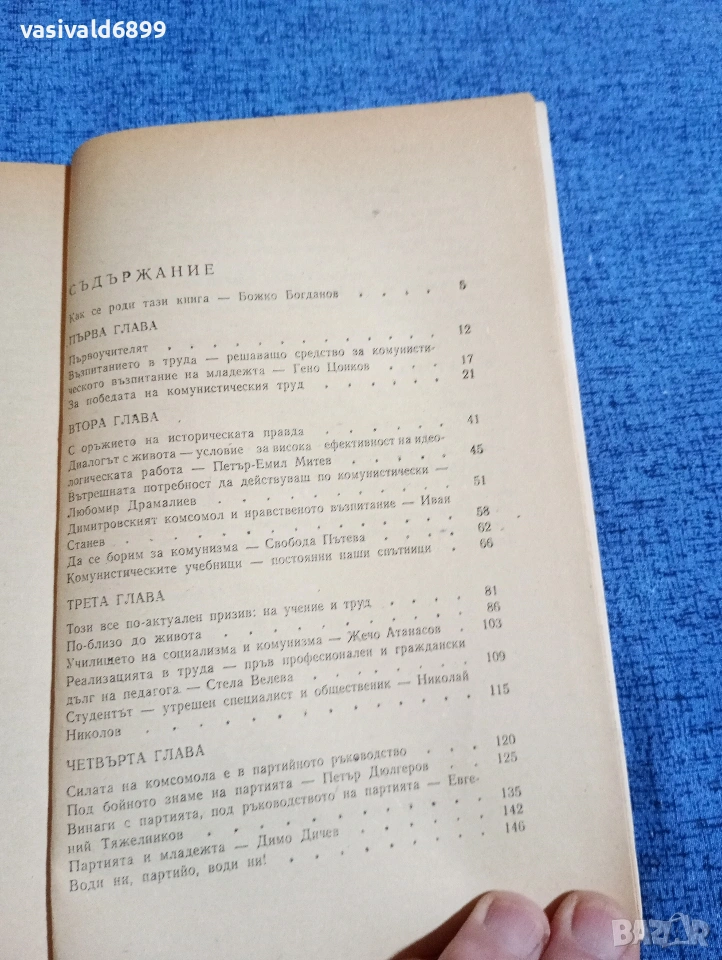 vasivald6899
СЪДЪРЖАНИЕ
Как се роди тази книга — Божко Богданов . . . . 5
ПЪРВА ГЛАВА
Първоучителят . . . . . . . . . . . 12
Възпитанието в труда — решаващо средство за комунисти-
ческото възпитание на младежта — Гено Цонков . . . 17
За победата на комунистическия труд . . . . . . 21
ВТОРА ГЛАВА
С оръжието на историческата правда . . . . . . 41
Диалогът с живота — условие за висока ефективност на идео-
логическата работа — Петър-Емил Митев . . . . 45
Вътрешната потребност да действуваш по комунистически —
Любомир Драмалиев . . . . . . . . . 51
Димитровският комсомол и нравственото възпитание — Иван
Станев . . . . . . . . . . . 58
Да се борим за комунизма — Свобода Пътева . . . 62
Комунистическите учебници — постоянни наши спътници . 66
ТРЕТА ГЛАВА
Този все по-актуален призив: на учение и труд . . . . 81
По-близо до живота . . . . . . . . . 86
Училището на социализма и комунизма — Жечо Атанасов . 103
Реализацията в труда — пръв професионален и граждански
дълг на педагога — Стела Велева . . . . . . 109
Студентът — утрешен специалист и общественик — Николай
Николов . . . . . . . . . . . 115
ЧЕТВЪРТА ГЛАВА
Силата на комсомола е в партийното ръководство . . . 120
Под бойното знаме на партията — Петър Дюлгеров . . . 125
Винаги с партията, под ръководството на партията — Евге-
ний Тяжелников . . . . . . . . . . 135
Партията и младежта — Димо Дичев . . . . . . 142
Води ни, партийо, води ни! . . . . . . . . 146
BAZAR